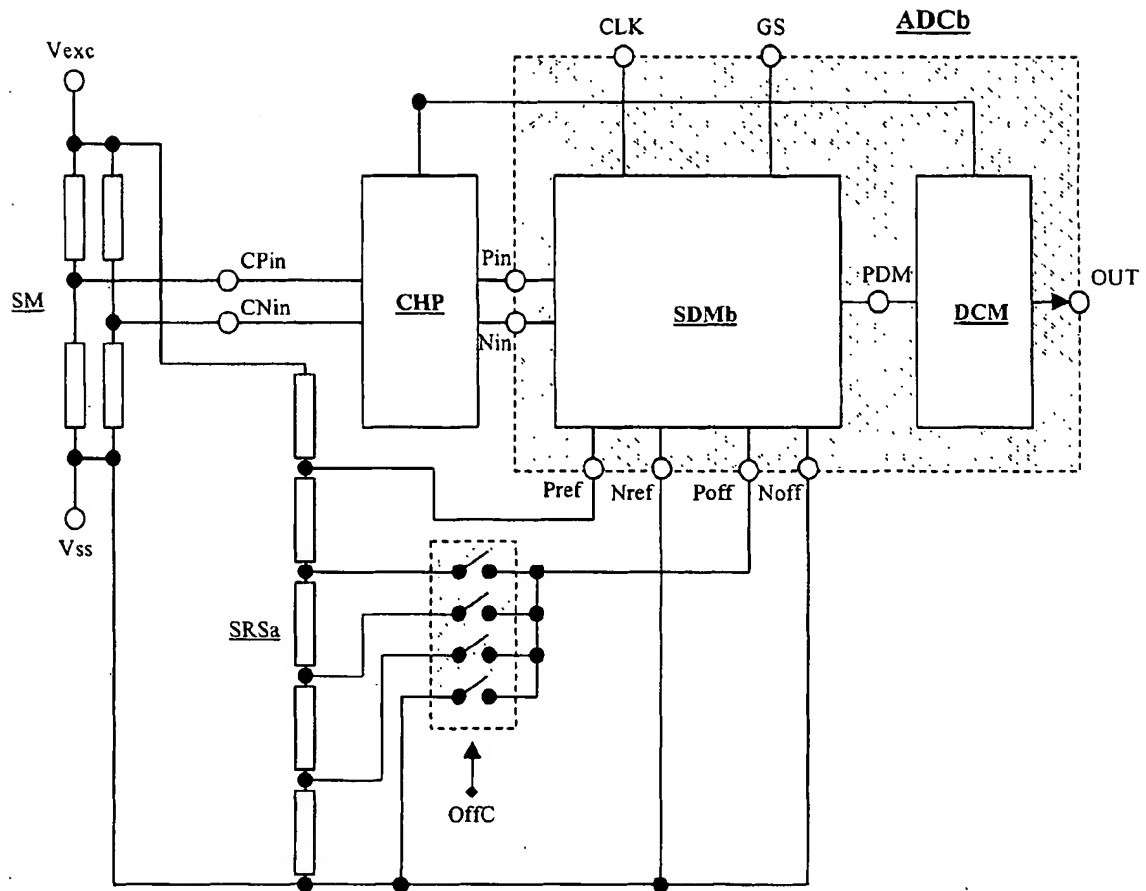 ADCb
CLK
GS
Vexc
CPin
Pin
PDM
OUT
SM
CHP
SDMb
DCM
CNin
Nin
Pref
Nref
Poff
Noff
Vss
SRSa
OffC